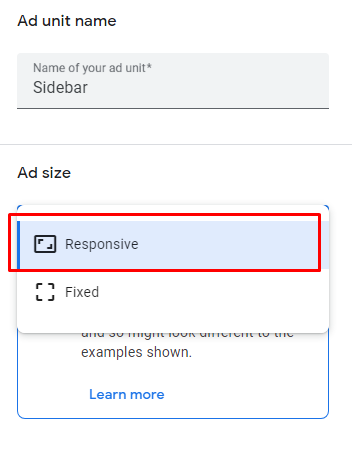 Ad unit name
Name of your ad unit*
Sidebar
Ad size
Responsive
Fixed
and so might look different to the
examples shown.
Learn more